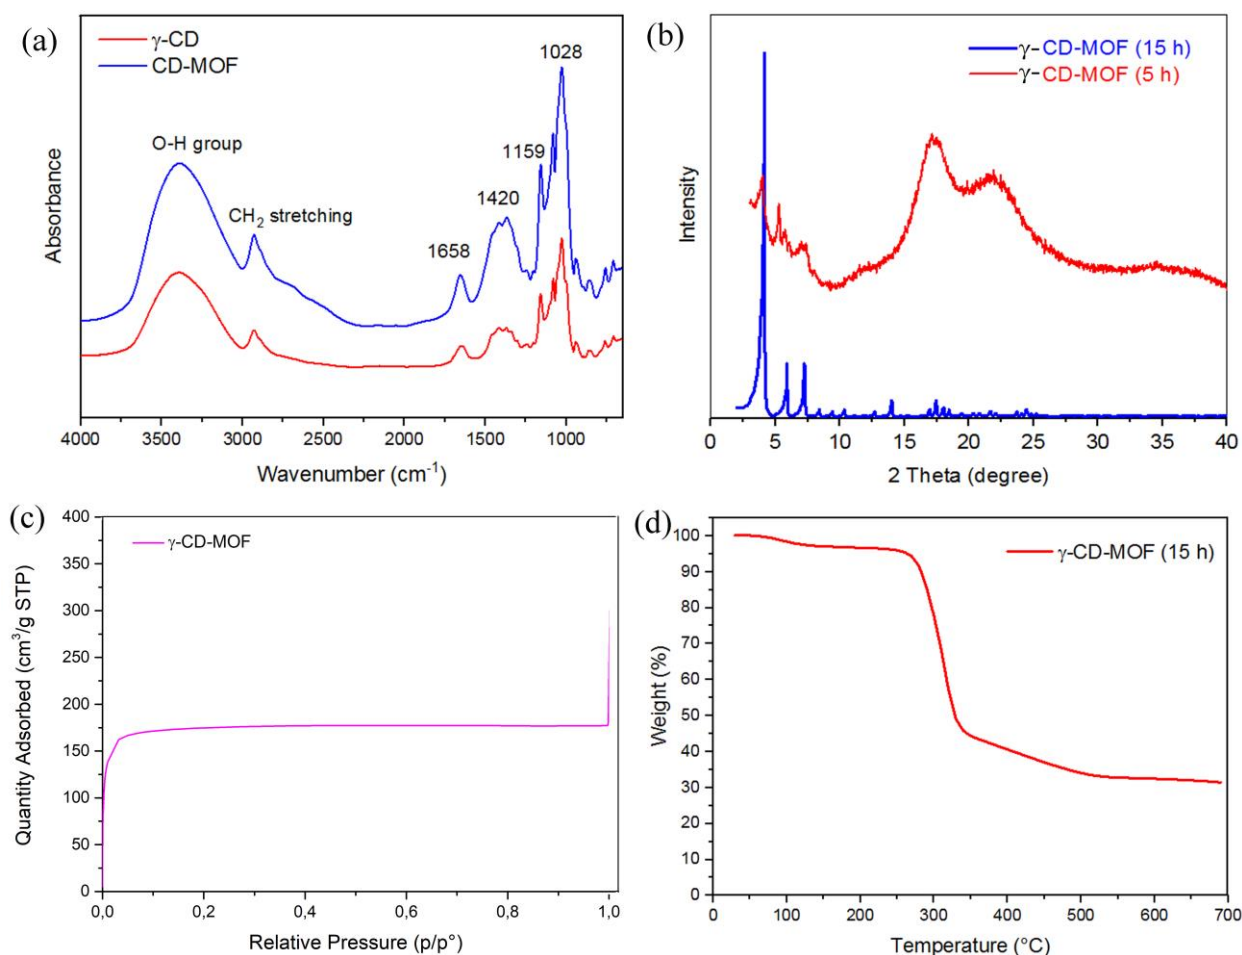 (a)
γ-CD
CD-MOF
O-H group
CH₂ stretching
1658
1420
1159
1028
Absorbance
4000 3500 3000 2500 2000 1500 1000
Wavenumber (cm⁻¹)
(b)
γ- CD-MOF (15 h)
γ- CD-MOF (5 h)
Intensity
0 5 10 15 20 25 30 35 40
2 Theta (degree)
(c)
γ-CD-MOF
400
350
300
250
200
150
100
50
0
Quantity Adsorbed (cm³/g STP)
0,0 0,2 0,4 0,6 0,8 1,0
Relative Pressure (p/p°)
(d)
γ-CD-MOF (15 h)
100
90
80
70
60
50
40
30
20
10
0
Weight (%)
0 100 200 300 400 500 600 700
Temperature (°C)